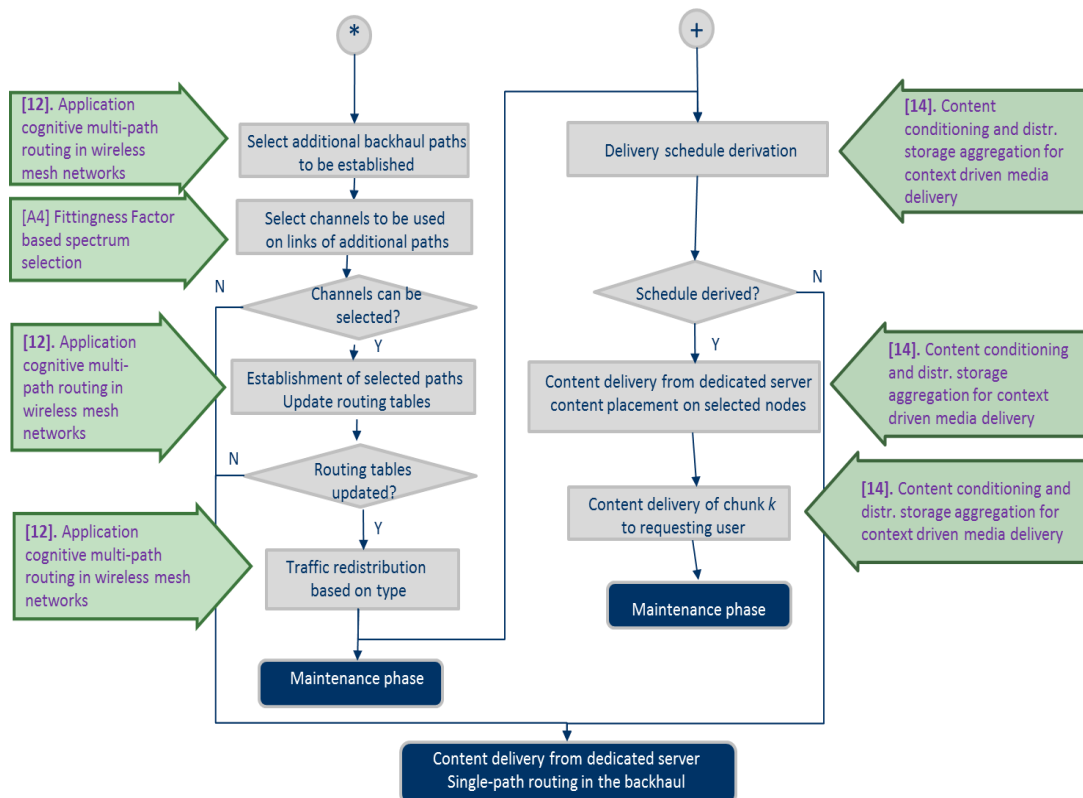 *
+
[12]. Application
cognitive multi-path
routing in wireless
mesh networks
Select additional backhaul paths
to be established
[A4] Fittingness Factor
based spectrum
selection
Select channels to be used
on links of additional paths
N
Channels can be
selected?
Y
[12]. Application
cognitive multi-
path routing in
wireless mesh
networks
Establishment of selected paths
Update routing tables
N
Routing tables
updated?
Y
[12]. Application
cognitive multi-path
routing in wireless mesh
networks
Traffic redistribution
based on type
Maintenance phase
Delivery schedule derivation
[14]. Content
conditioning and distr.
storage aggregation for
context driven media
delivery
N
Schedule derived?
Y
Content delivery from dedicated server
content placement on selected nodes
[14]. Content conditioning
and distr. storage
aggregation for context
driven media delivery
Content delivery of chunk k
to requesting user
[14]. Content conditioning and
distr. storage aggregation for
context driven media delivery
Maintenance phase
Content delivery from dedicated server
Single-path routing in the backhaul